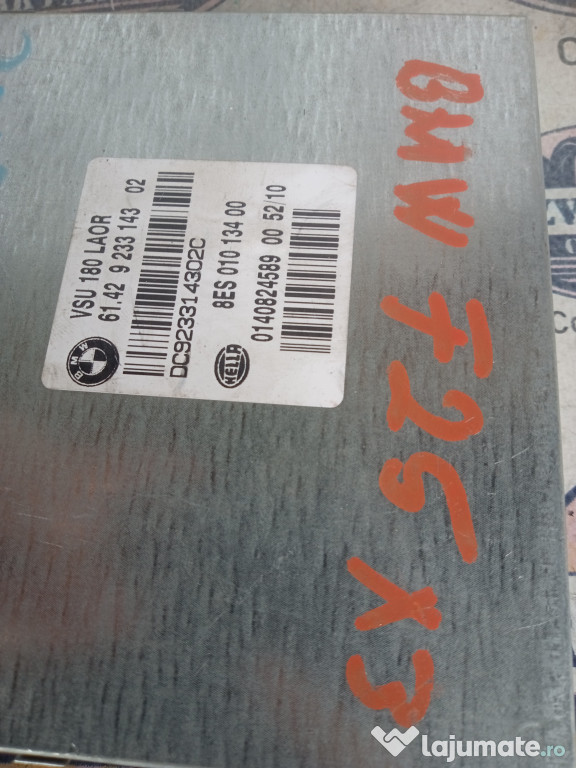 VSU 180 LAOR
61.42 9 233 143 02
DC923314302C
8ES 010 134 00
0140824589 00 52/10
BMW
HELLA
BMW F25 X3
lajumate.ro